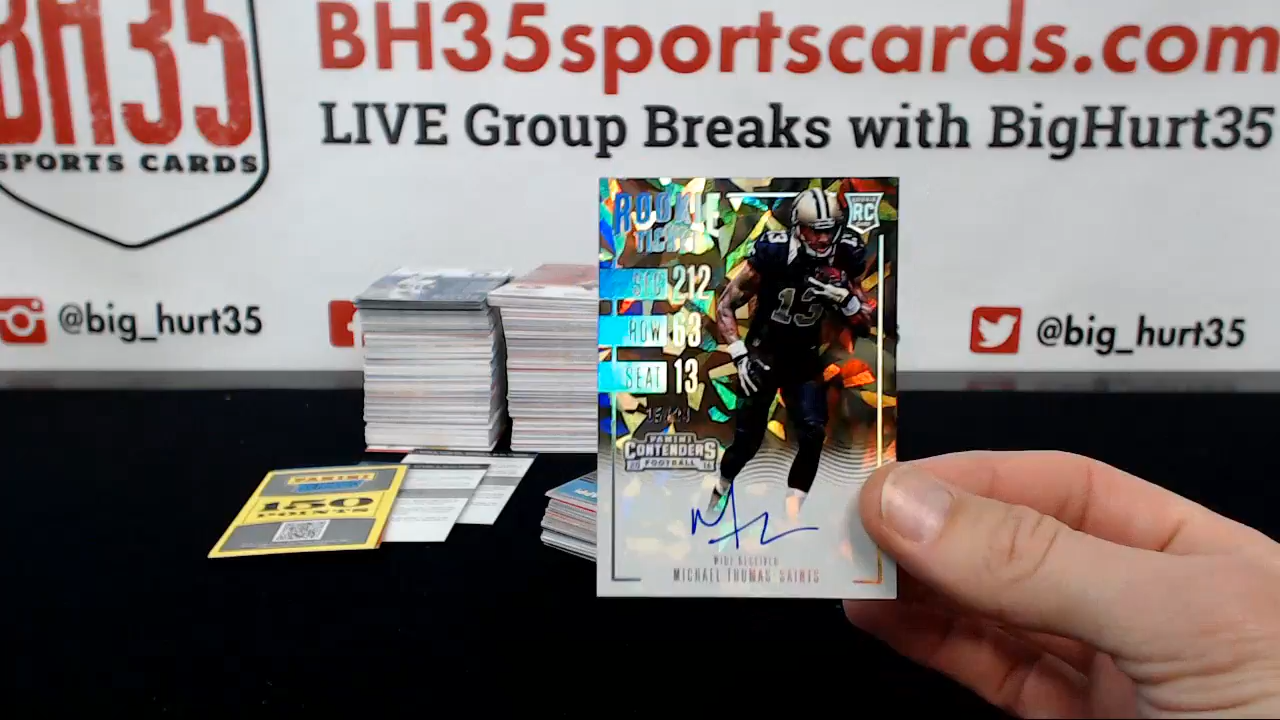 BH35
SPORTS CARDS
BH35sportscards.com
LIVE Group Breaks with BigHurt35
@big_hurt35
@big_hurt35
ROOKIE
TICKET
RC
SEC 212
ROW 63
SEAT 13
PANINI
CONTENDERS
FOOTBALL
WIDE RECEIVER
MICHAEL THOMAS SAINTS
PANINI
150
POINTS